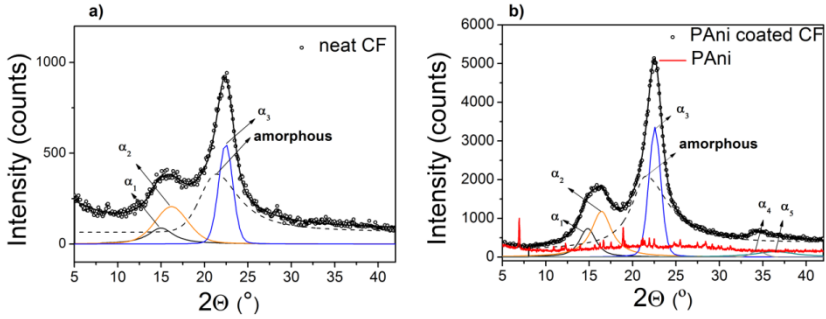 a)
neat CF
Intensity (counts)
1000
500
0
α3
amorphous
α2
α1
5 10 15 20 25 30 35 40
2Θ (°)
b)
PAni coated CF
PAni
Intensity (counts)
6000
5000
4000
3000
2000
1000
0
α3
amorphous
α2
α1
α4
α5
5 10 15 20 25 30 35 40
2Θ (°)